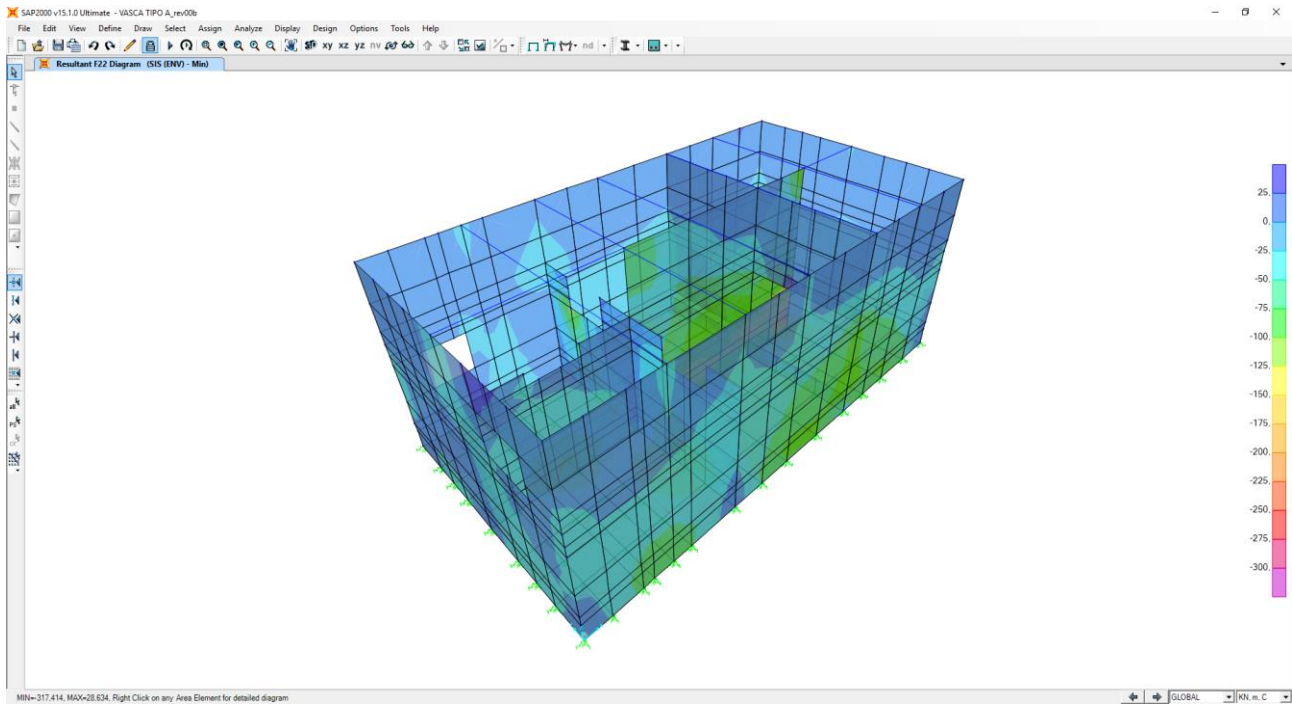 SAP2000 v15.1.0 Ultimate - VASCA TIPO A_rev00b
File Edit View Define Draw Select Assign Analyze Display Design Options Tools Help
xy xz yz nv nd
Resultant F22 Diagram (SIS (ENV) - Min)
25.
0.
-25.
-50.
-75.
-100.
-125.
-150.
-175.
-200.
-225.
-250.
-275.
-300.
MIN=-317.414, MAX=28.634, Right Click on any Area Element for detailed diagram
GLOBAL
KN, m, C